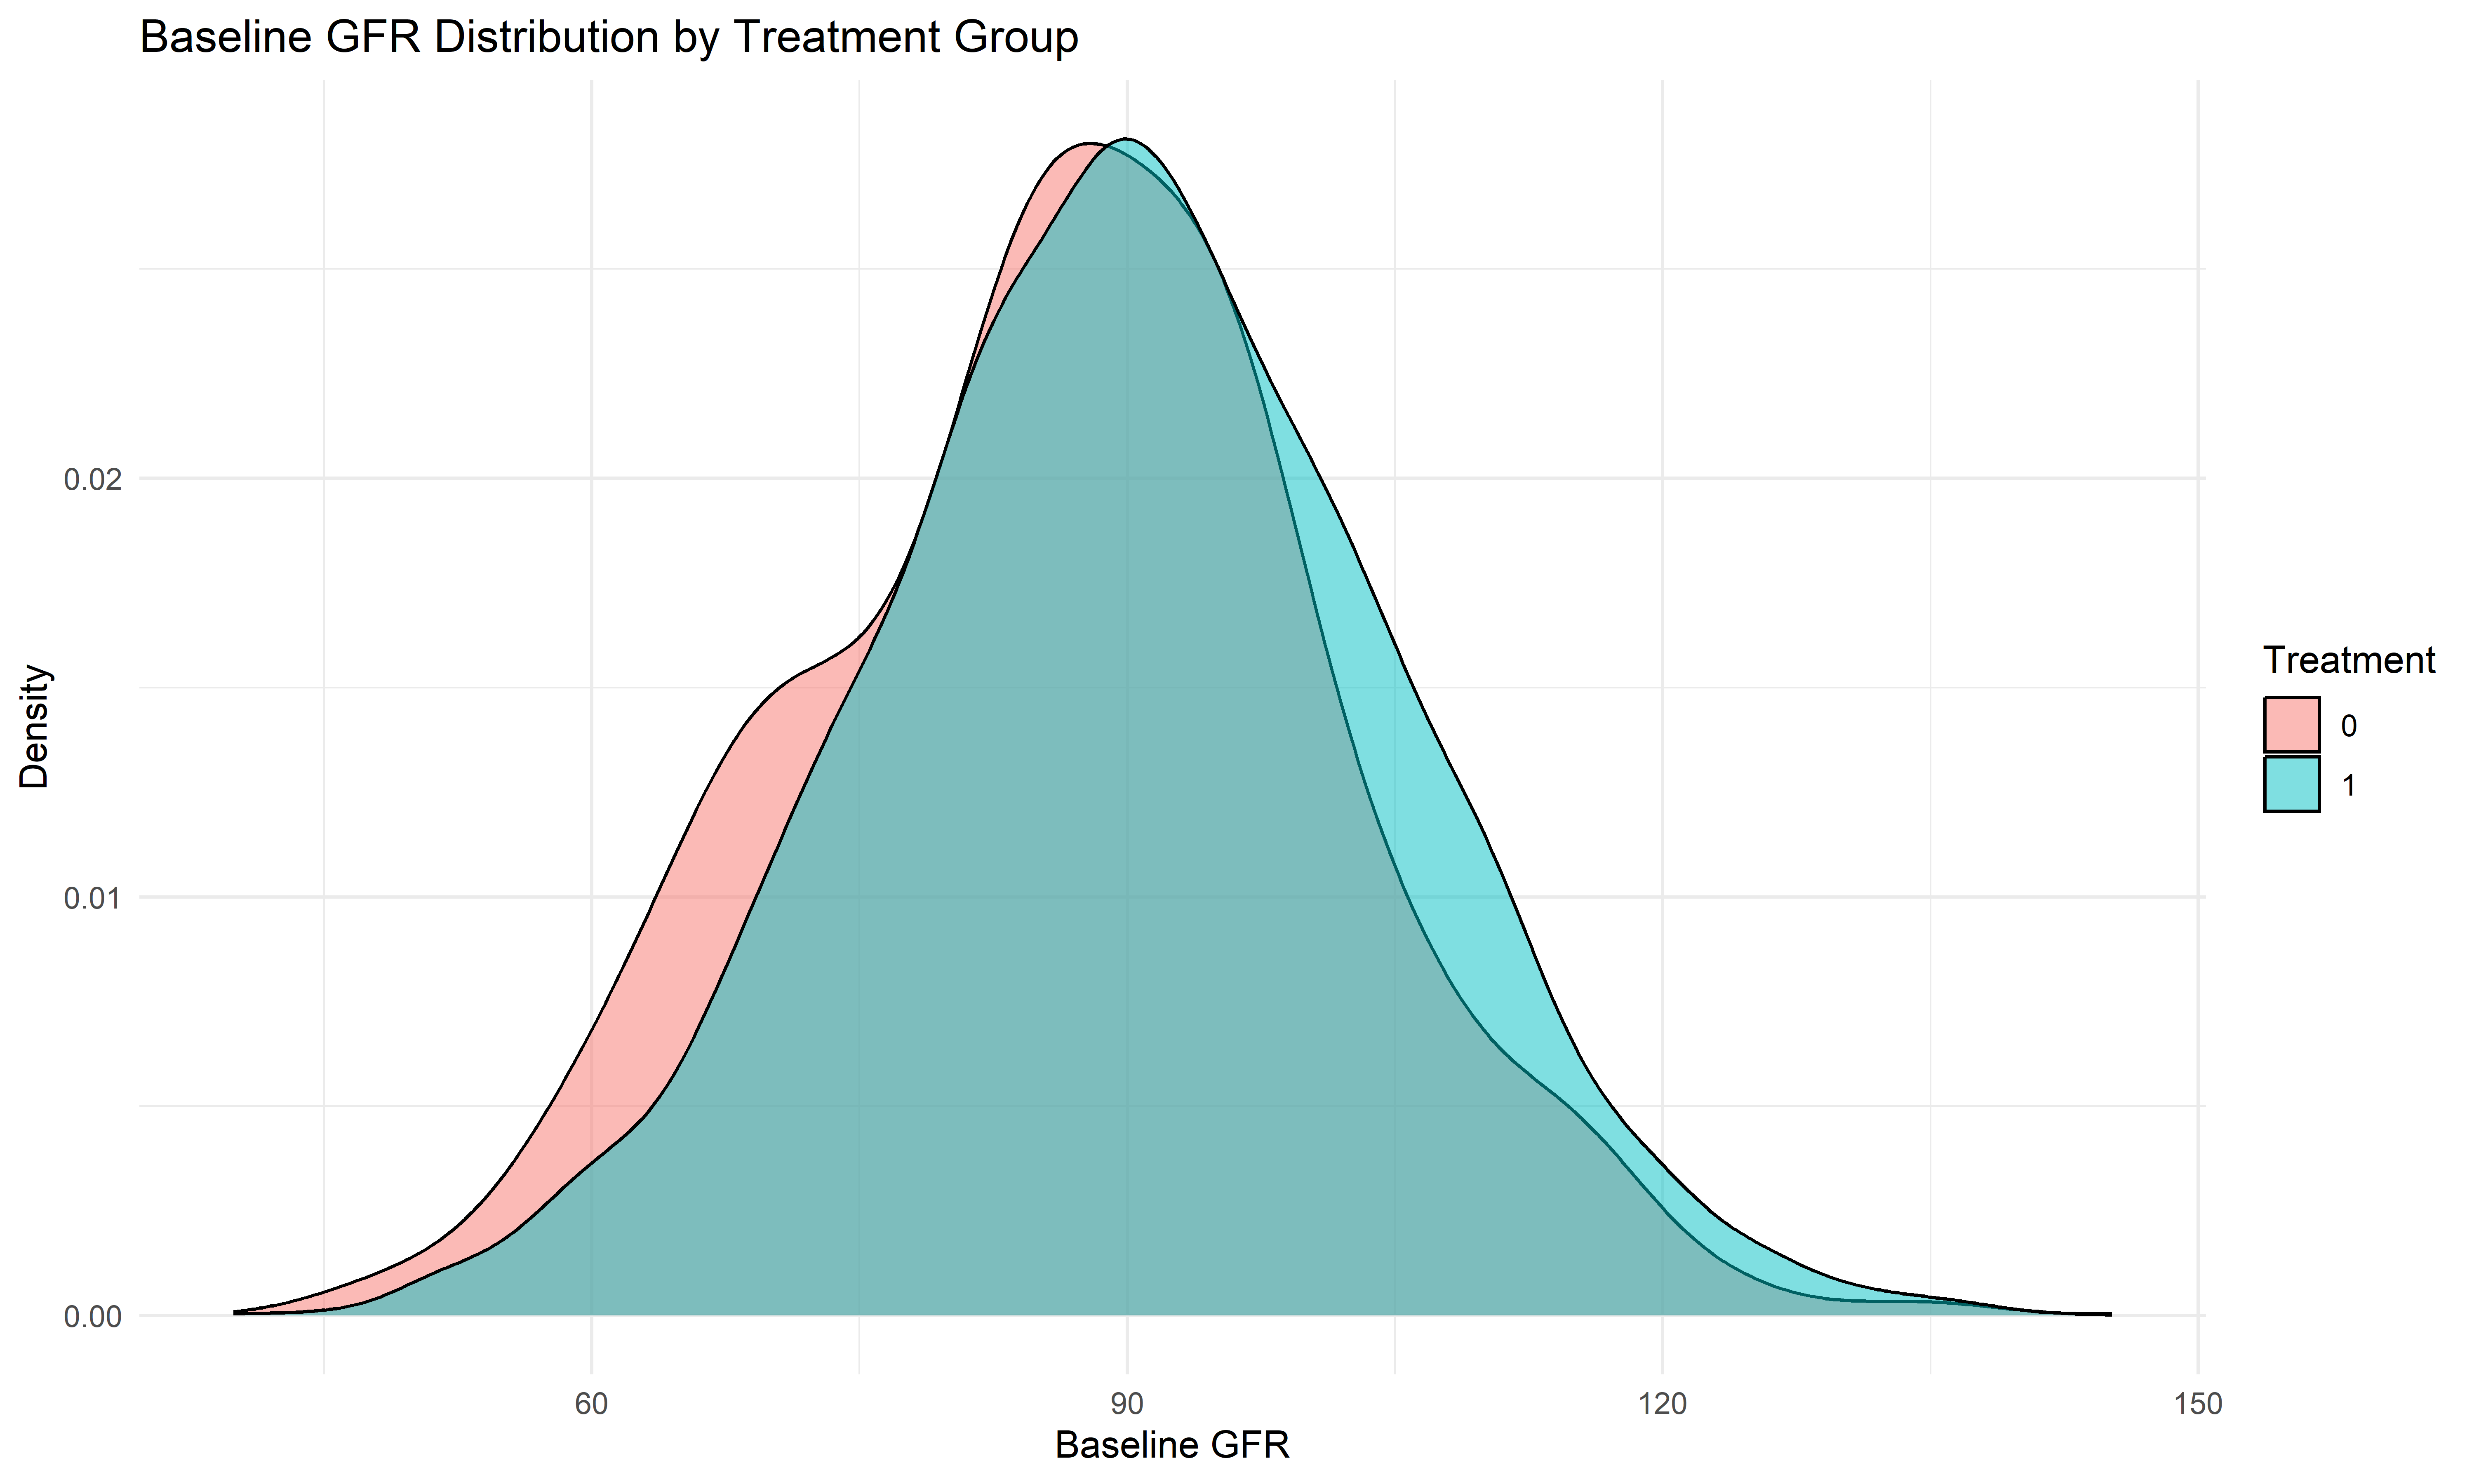 Baseline GFR Distribution by Treatment Group
Density
0.02
0.01
0.00
60
90
120
150
Baseline GFR
Treatment
0
1